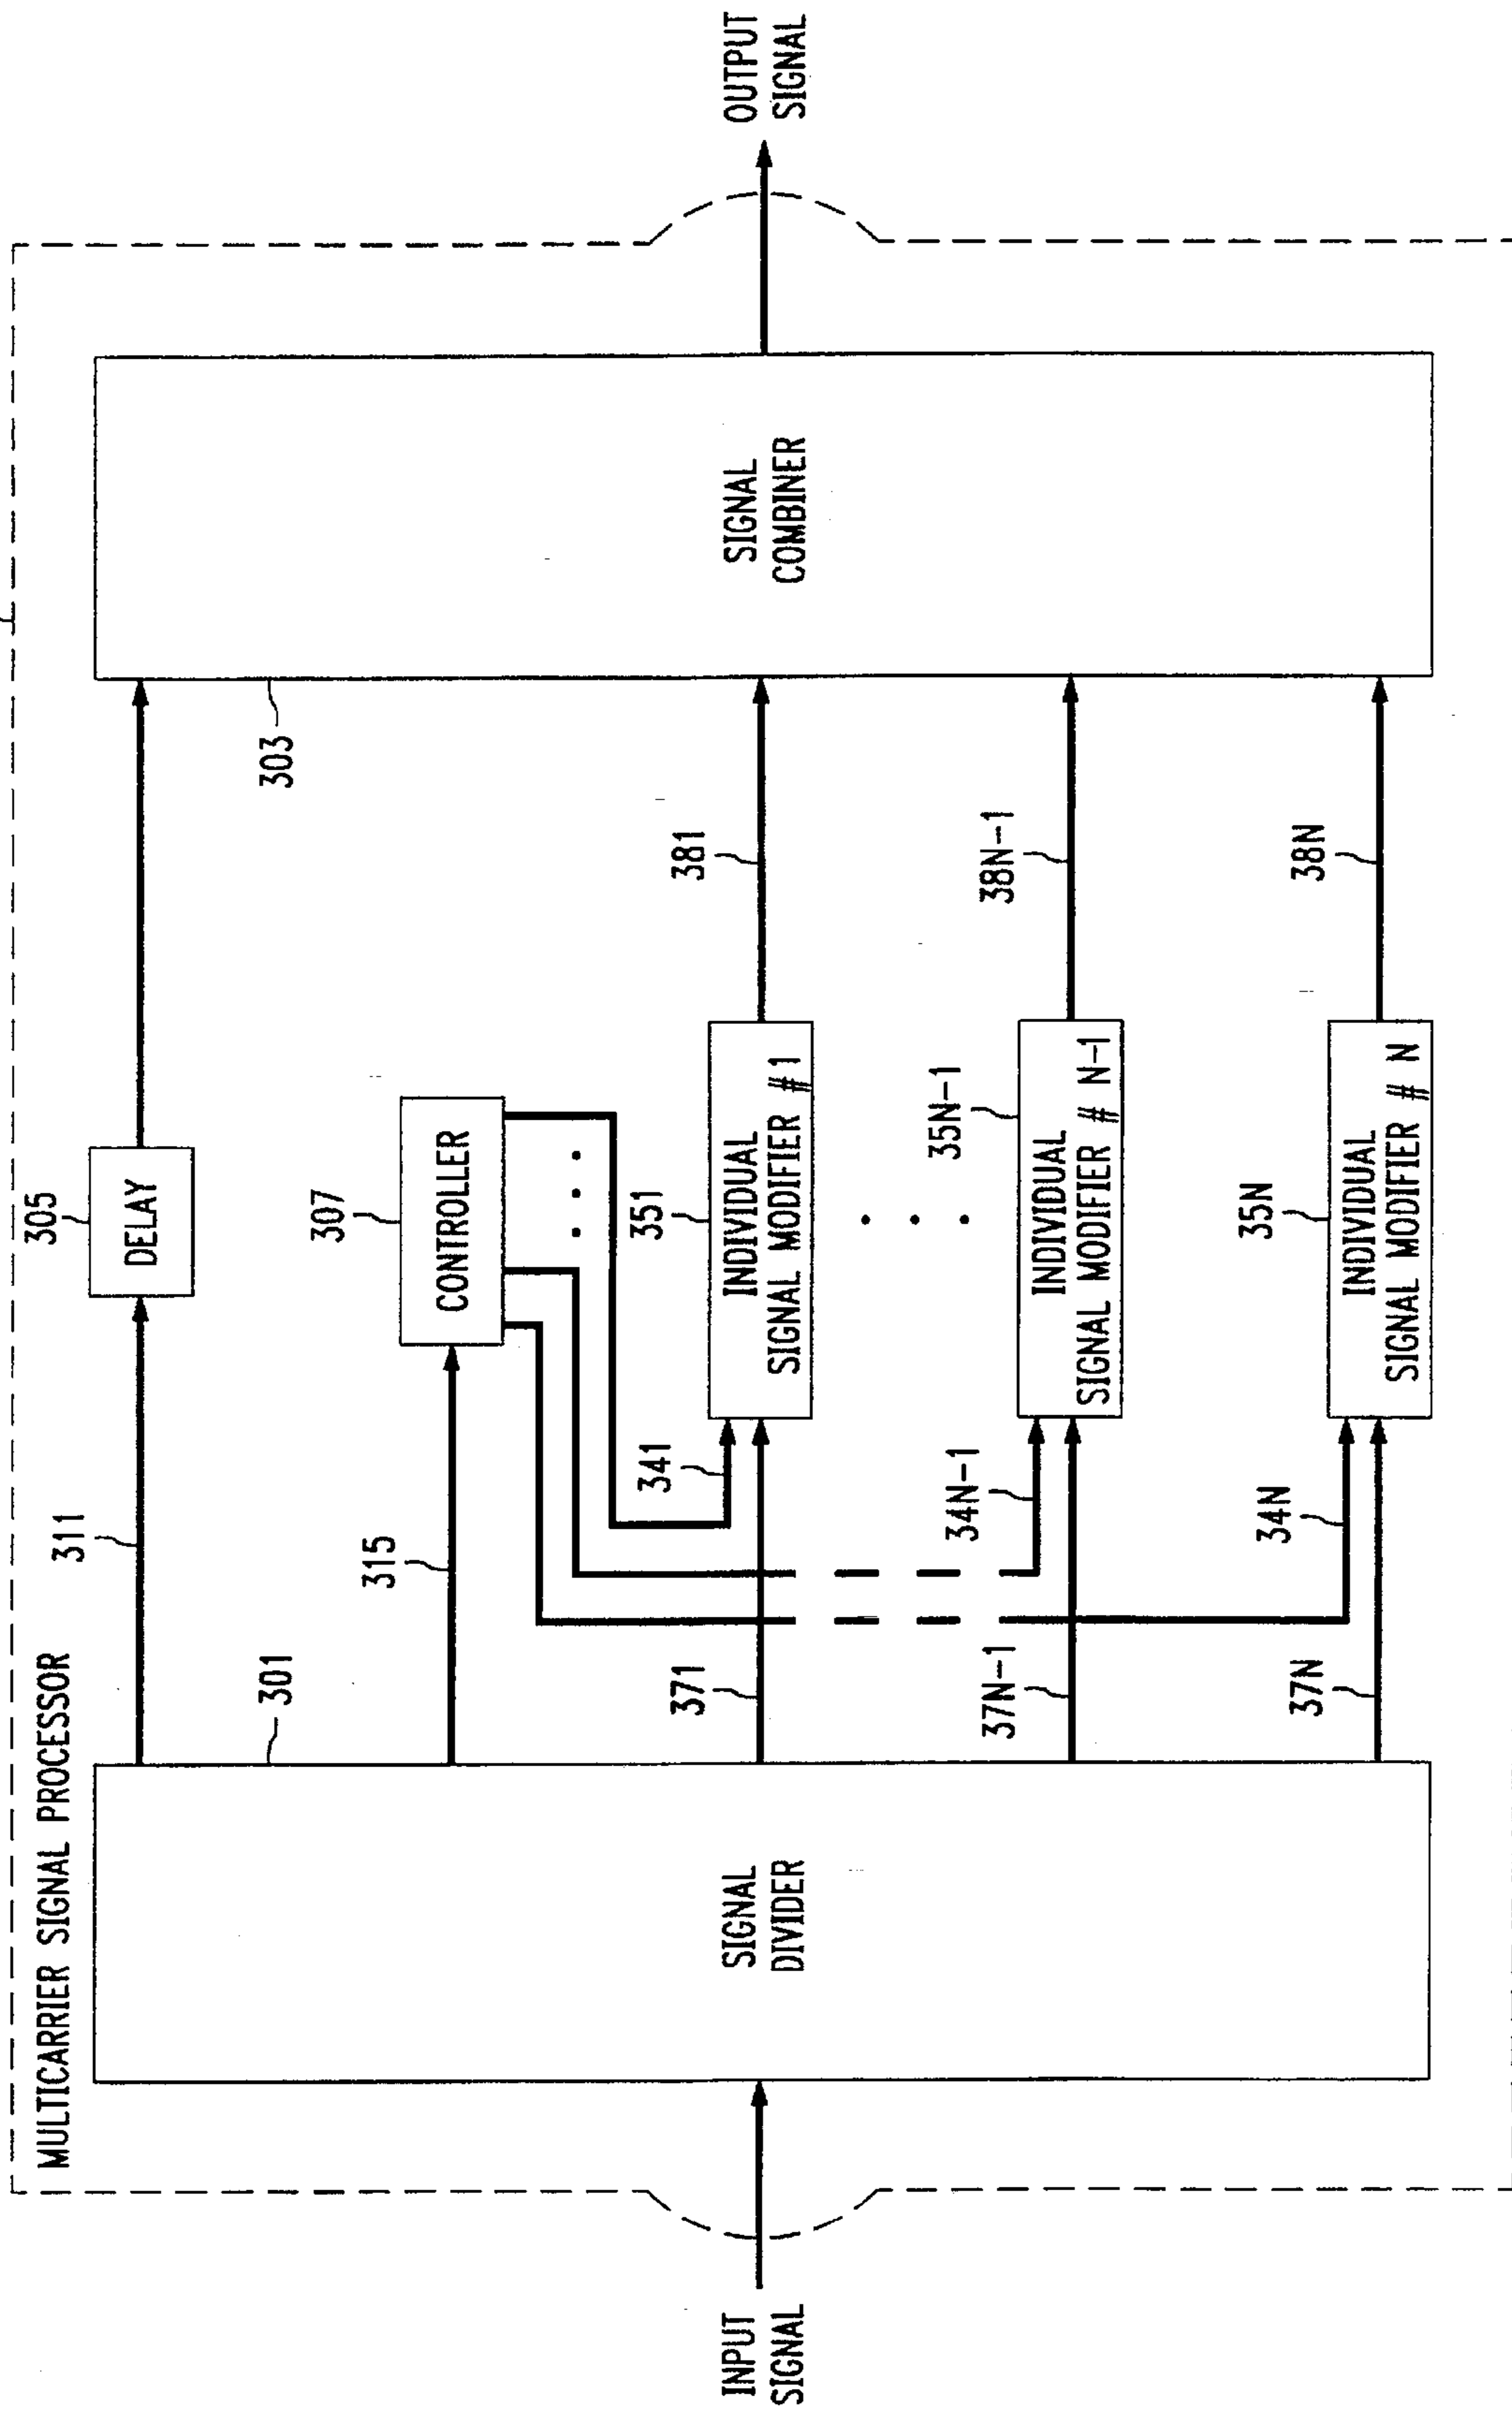 MULTICARRIER SIGNAL PROCESSOR
INPUT
SIGNAL
SIGNAL
DIVIDER
301
311
305
DELAY
315
307
CONTROLLER
303
SIGNAL
COMBINER
OUTPUT
SIGNAL
371
341
351
INDIVIDUAL
SIGNAL MODIFIER #1
381
37N-1
34N-1
35N-1
INDIVIDUAL
SIGNAL MODIFIER # N-1
38N-1
37N
34N
35N
INDIVIDUAL
SIGNAL MODIFIER # N
38N